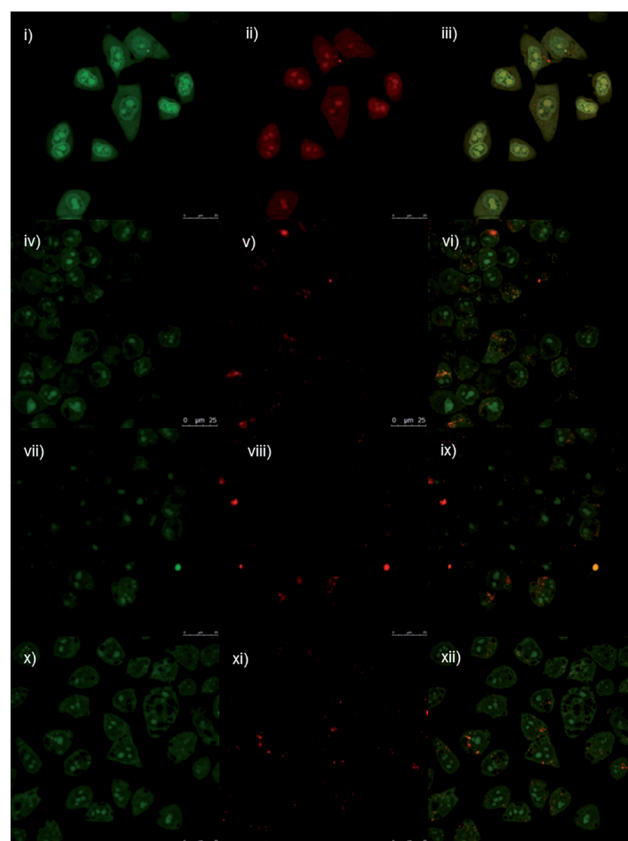 i) ii) iii)
iv) v) vi)
0 µm 25 0 µm 25
vii) viii) ix)
x) xi) xii)